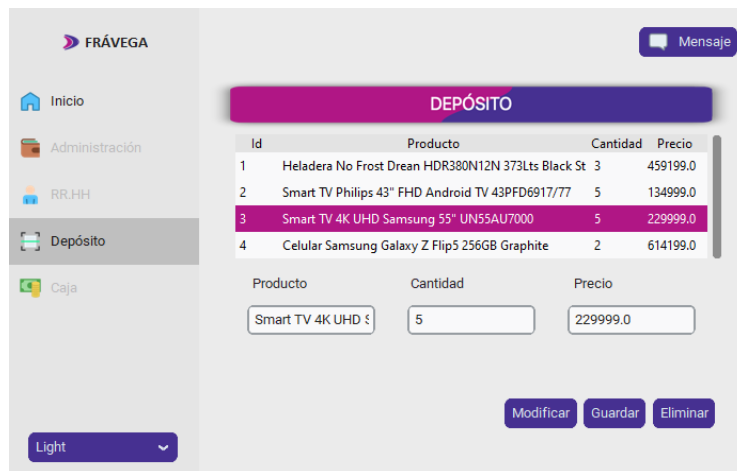 FRÁVEGA
Mensaje
Inicio
Administración
RR.HH
Depósito
Caja
Light
DEPÓSITO
Id Producto Cantidad Precio
1 Heladera No Frost Drean HDR380N12N 373Lts Black St 3 459199.0
2 Smart TV Philips 43" FHD Android TV 43PFD6917/77 5 134999.0
3 Smart TV 4K UHD Samsung 55" UN55AU7000 5 229999.0
4 Celular Samsung Galaxy Z Flip5 256GB Graphite 2 614199.0
Producto Cantidad Precio
Smart TV 4K UHD S 5 229999.0
Modificar Guardar Eliminar